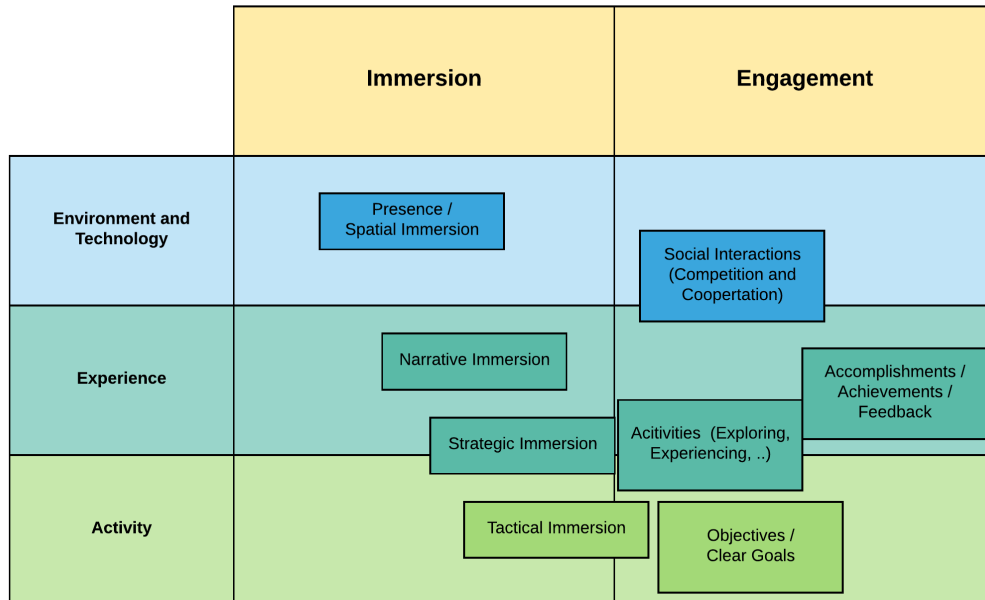 Immersion
Engagement
Environment and
Technology
Presence /
Spatial Immersion
Social Interactions
(Competition and
Coopertation)
Experience
Narrative Immersion
Accomplishments /
Achievements /
Feedback
Strategic Immersion
Acitivities  (Exploring,
Experiencing, ..)
Activity
Tactical Immersion
Objectives /
Clear Goals